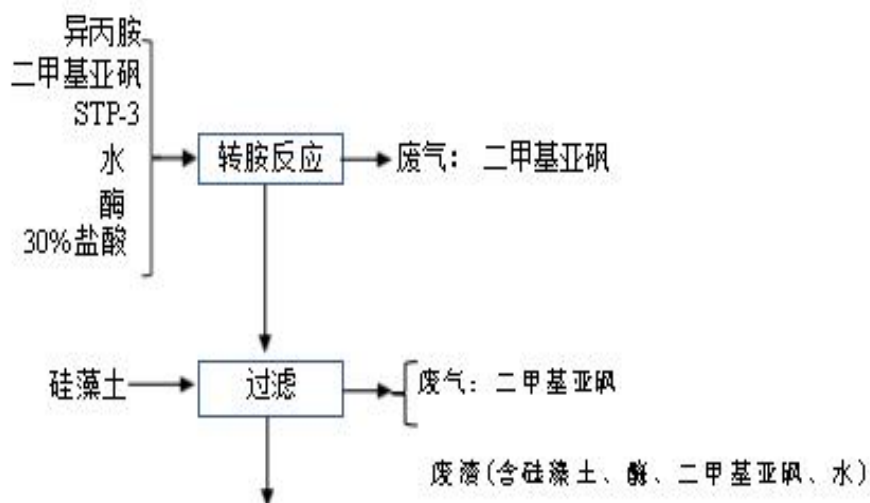 异丙胺
二甲基亚砜
STP-3
水
酶
30%盐酸
转胺反应
废气： 二甲基亚砜
硅藻土
过滤
废气：二甲基亚砜
废渣(含硅藻土、酶、二甲基亚砜、水)